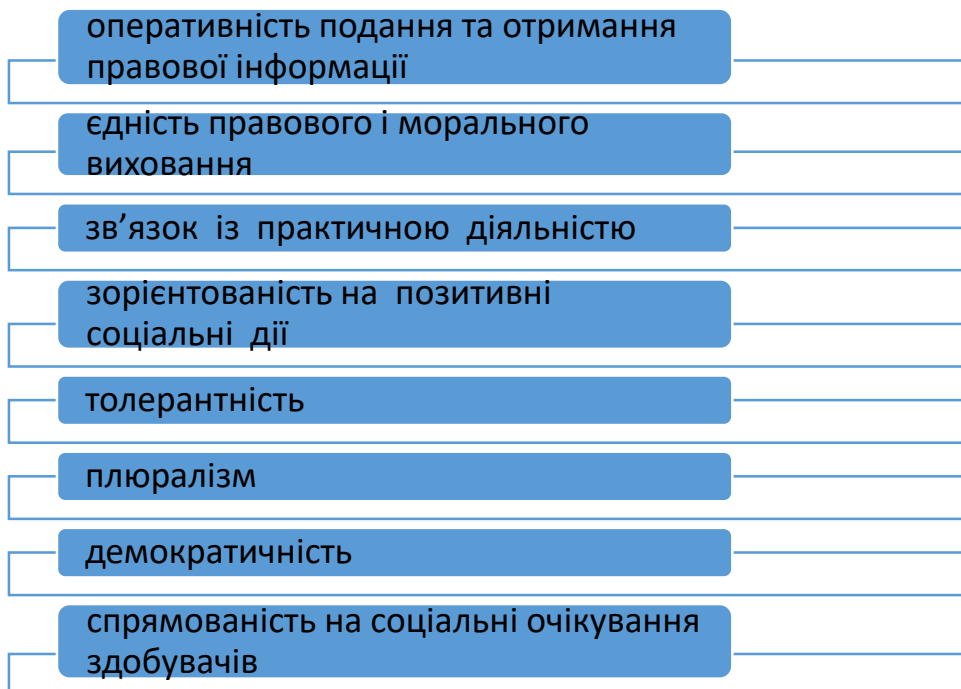 оперативність подання та отримання
правової інформації
єдність правового і морального
виховання
зв’язок із практичною діяльністю
зорієнтованість на позитивні
соціальні дії
толерантність
плюралізм
демократичність
спрямованість на соціальні очікування
здобувачів